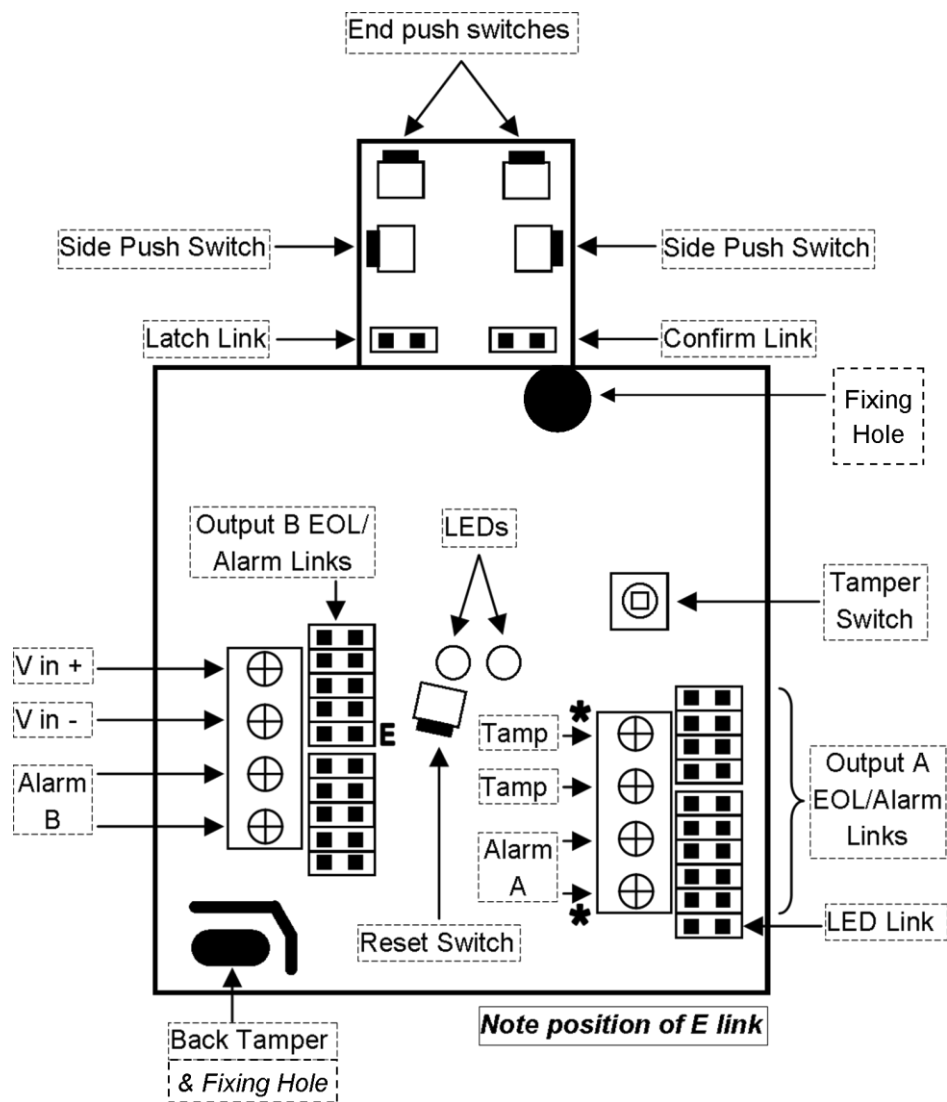 End push switches
Side Push Switch
Side Push Switch
Latch Link
Confirm Link
Fixing
Hole
Output B EOL/
Alarm Links
LEDs
Tamper
Switch
V in +
V in -
Alarm
B
E
*
Tamp
Tamp
Alarm
A
*
Output A
EOL/Alarm
Links
LED Link
Reset Switch
Note position of E link
Back Tamper
& Fixing Hole